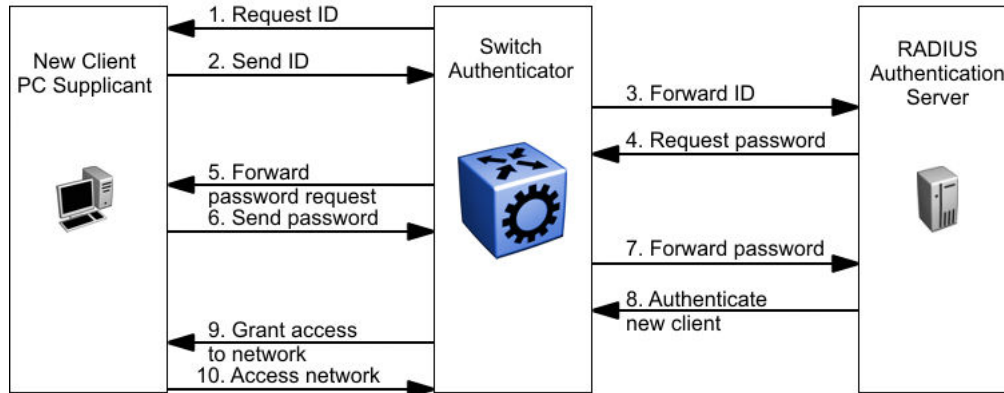 New Client
PC Supplicant
Switch
Authenticator
RADIUS
Authentication
Server
1. Request ID
2. Send ID
3. Forward ID
4. Request password
5. Forward
password request
6. Send password
7. Forward password
8. Authenticate
new client
9. Grant access
to network
10. Access network